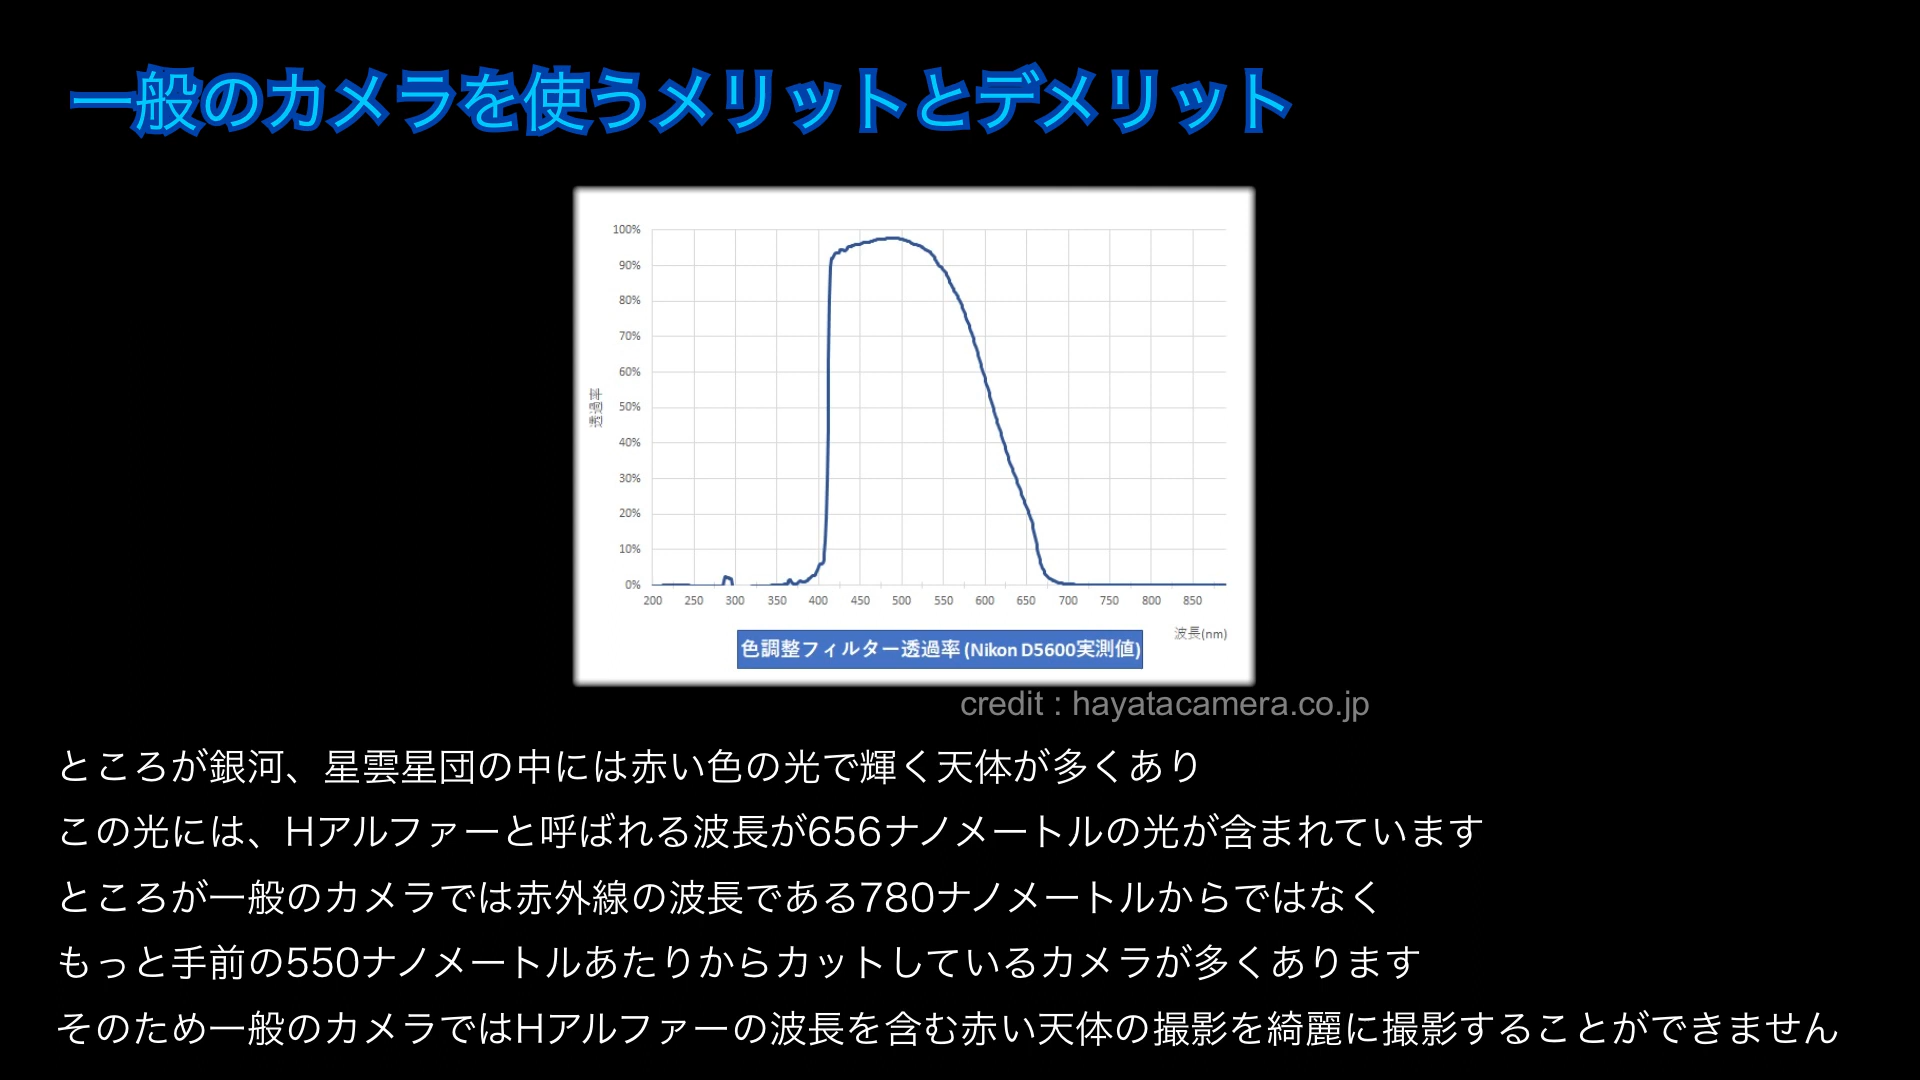 一般のカメラを使うメリットとデメリット
100%
90%
80%
70%
60%
50%
40%
30%
20%
10%
0%
透過率
200 250 300 350 400 450 500 550 600 650 700 750 800 850
波長(nm)
色調整フィルター透過率 (Nikon D5600実測値)
credit : hayatacamera.co.jp
ところが銀河、星雲星団の中には赤い色の光で輝く天体が多くあり
この光には、Hアルファーと呼ばれる波長が656ナノメートルの光が含まれています
ところが一般のカメラでは赤外線の波長である780ナノメートルからではなく
もっと手前の550ナノメートルあたりからカットしているカメラが多くあります
そのため一般のカメラではHアルファーの波長を含む赤い天体の撮影を綺麗に撮影することができません